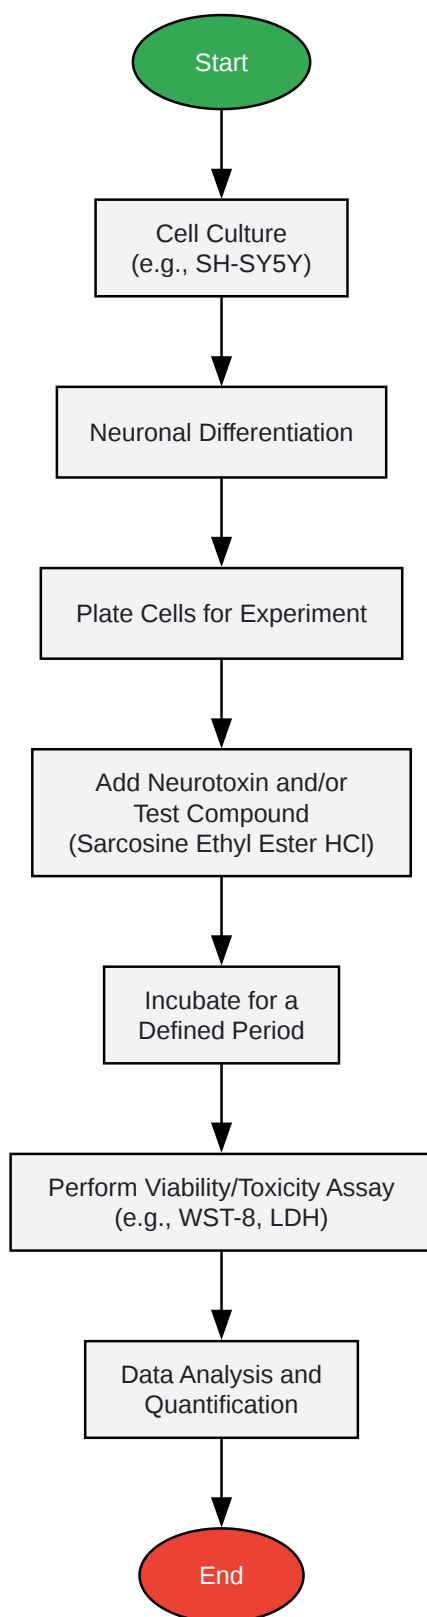 Start
Cell Culture
(e.g., SH-SY5Y)
Neuronal Differentiation
Plate Cells for Experiment
Add Neurotoxin and/or
Test Compound
(Sarcosine Ethyl Ester HCl)
Incubate for a
Defined Period
Perform Viability/Toxicity Assay
(e.g., WST-8, LDH)
Data Analysis and
Quantification
End